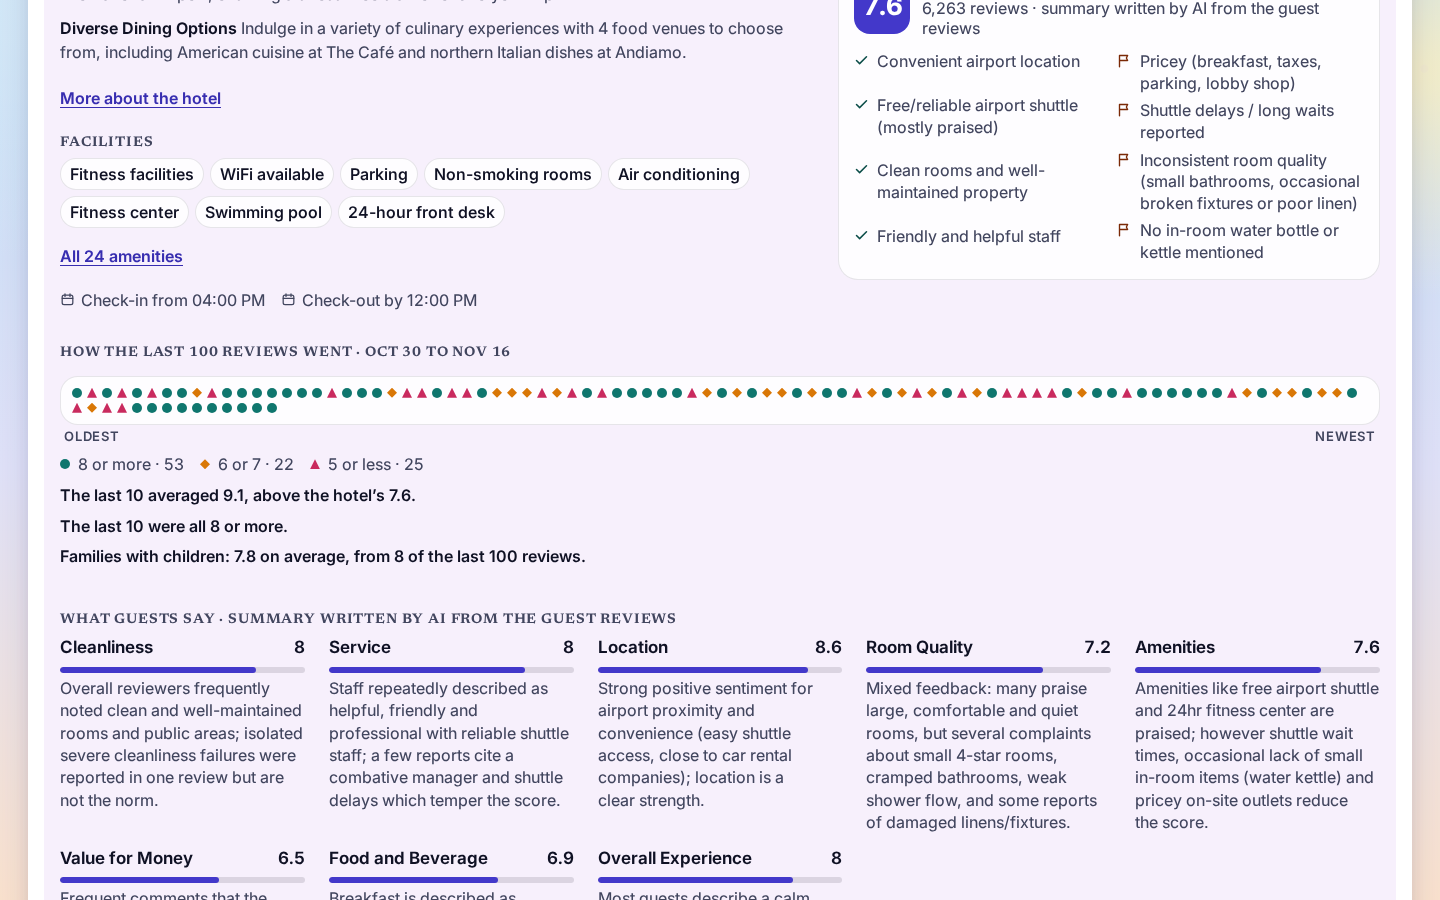 Diverse Dining Options Indulge in a variety of culinary experiences with 4 food venues to choose
from, including American cuisine at The Café and northern Italian dishes at Andiamo.
More about the hotel
FACILITIES
Fitness facilities
WiFi available
Parking
Non-smoking rooms
Air conditioning
Fitness center
Swimming pool
24-hour front desk
All 24 amenities
Check-in from 04:00 PM
Check-out by 12:00 PM
7.6
6,263 reviews · summary written by AI from the guest
reviews
Convenient airport location
Free/reliable airport shuttle
(mostly praised)
Clean rooms and well-
maintained property
Friendly and helpful staff
Pricey (breakfast, taxes,
parking, lobby shop)
Shuttle delays / long waits
reported
Inconsistent room quality
(small bathrooms, occasional
broken fixtures or poor linen)
No in-room water bottle or
kettle mentioned
HOW THE LAST 100 REVIEWS WENT · OCT 30 TO NOV 16
OLDEST
NEWEST
8 or more · 53
6 or 7 · 22
5 or less · 25
The last 10 averaged 9.1, above the hotel’s 7.6.
The last 10 were all 8 or more.
Families with children: 7.8 on average, from 8 of the last 100 reviews.
WHAT GUESTS SAY · SUMMARY WRITTEN BY AI FROM THE GUEST REVIEWS
Cleanliness 8
Overall reviewers frequently
noted clean and well-maintained
rooms and public areas; isolated
severe cleanliness failures were
reported in one review but are
not the norm.
Service 8
Staff repeatedly described as
helpful, friendly and
professional with reliable shuttle
staff; a few reports cite a
combative manager and shuttle
delays which temper the score.
Location 8.6
Strong positive sentiment for
airport proximity and
convenience (easy shuttle
access, close to car rental
companies); location is a
clear strength.
Room Quality 7.2
Mixed feedback: many praise
large, comfortable and quiet
rooms, but several complaints
about small 4-star rooms,
cramped bathrooms, weak
shower flow, and some reports
of damaged linens/fixtures.
Amenities 7.6
Amenities like free airport shuttle
and 24hr fitness center are
praised; however shuttle wait
times, occasional lack of small
in-room items (water kettle) and
pricey on-site outlets reduce
the score.
Value for Money 6.5
Frequent comments that the
Food and Beverage 6.9
Breakfast is described as
Overall Experience 8
Most guests describe a calm